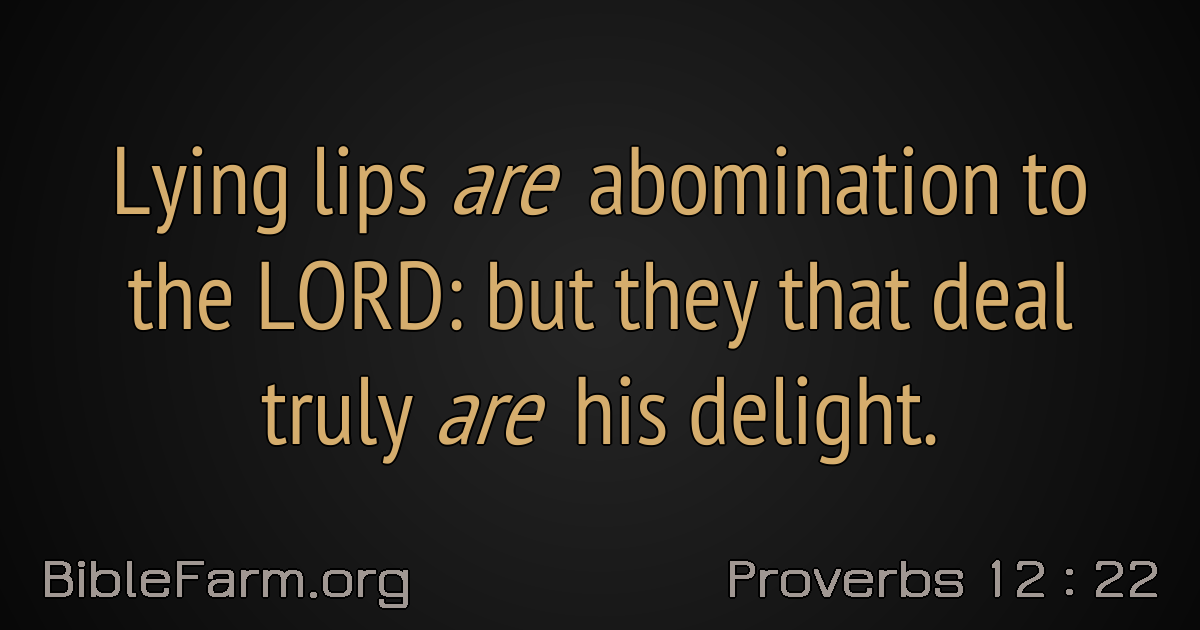 Lying lips are abomination to
the LORD: but they that deal
truly are his delight.
BibleFarm.org
Proverbs 12 : 22